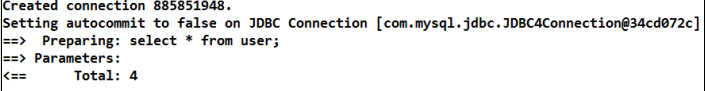 Created connection 885851948.
Setting autocommit to false on JDBC Connection [com.mysql.jdbc.JDBC4Connection@34cd072c]
==>  Preparing: select * from user;
==> Parameters:
<==      Total: 4